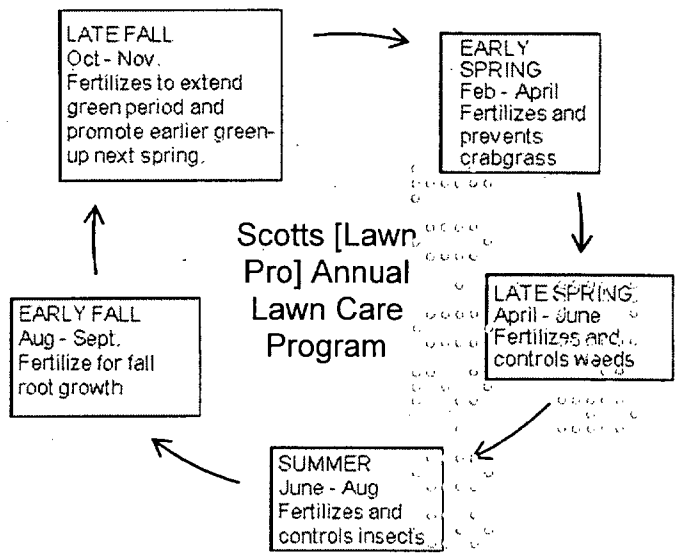 LATE FALL
Oct - Nov.
Fertilizes to extend
green period and
promote earlier green-
up next spring.
EARLY
SPRING
Feb - April
Fertilizes and
prevents
crabgrass
Scotts [Lawn
Pro] Annual
Lawn Care
Program
LATE SPRING
April - June
Fertilizes and
controls weeds
EARLY FALL
Aug - Sept.
Fertilize for fall
root growth
SUMMER
June - Aug
Fertilizes and
controls insects